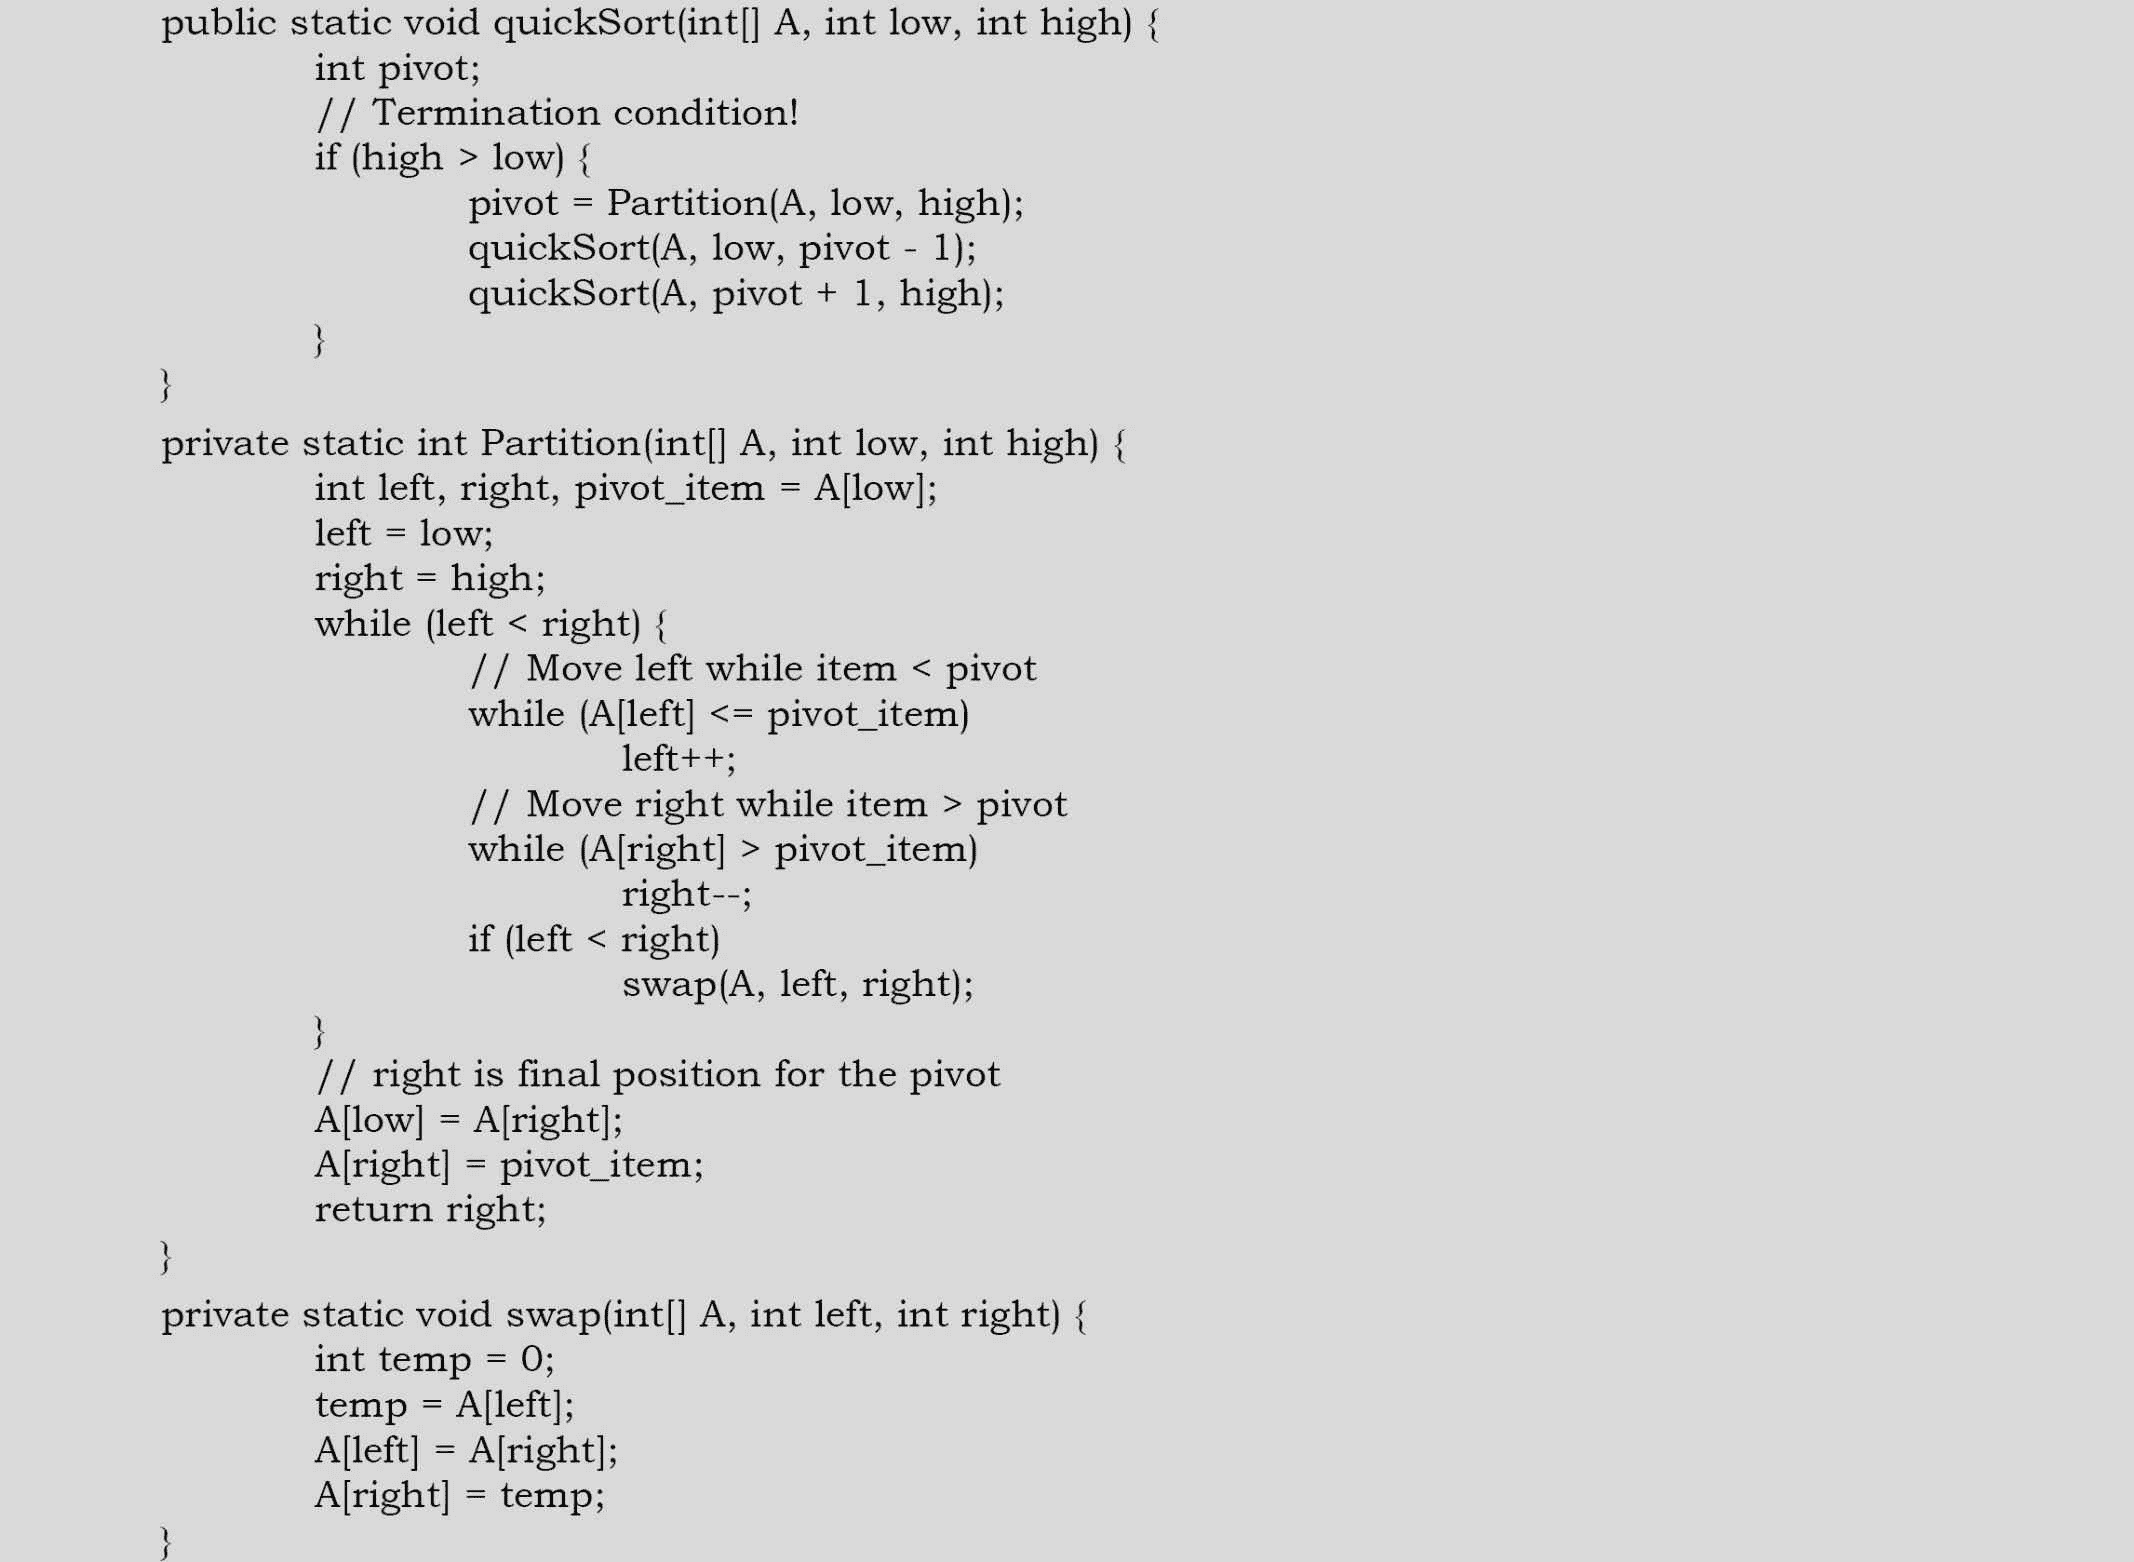 public static void quickSort(int[] A, int low, int high) {
int pivot;
// Termination condition!
if (high > low) {
pivot = Partition(A, low, high);
quickSort(A, low, pivot - 1);
quickSort(A, pivot + 1, high);
}
}
private static int Partition(int[] A, int low, int high) {
int left, right, pivot_item = A[low];
left = low;
right = high;
while (left < right) {
// Move left while item < pivot
while (A[left] <= pivot_item)
left++;
// Move right while item > pivot
while (A[right] > pivot_item)
right--;
if (left < right)
swap(A, left, right);
}
// right is final position for the pivot
A[low] = A[right];
A[right] = pivot_item;
return right;
}
private static void swap(int[] A, int left, int right) {
int temp = 0;
temp = A[left];
A[left] = A[right];
A[right] = temp;
}